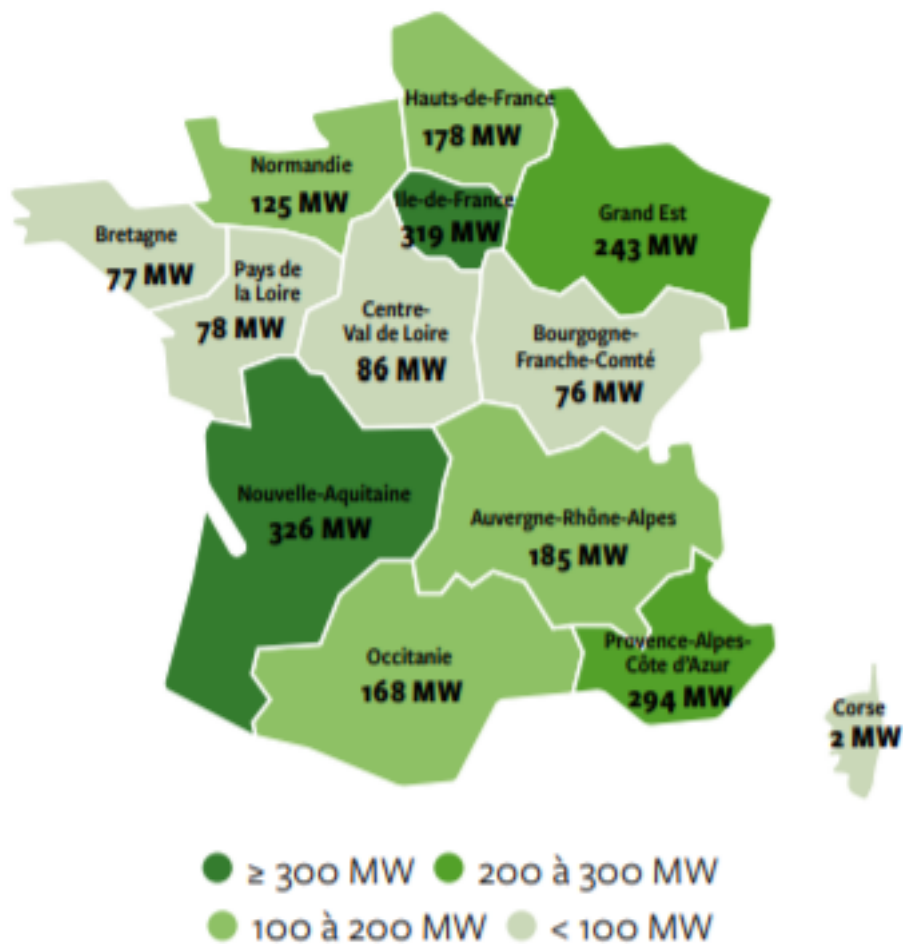 Hauts-de-France
178 MW
Normandie
125 MW
Ile-de-France
319 MW
Grand Est
243 MW
Bretagne
77 MW
Pays de
la Loire
78 MW
Centre-
Val de Loire
86 MW
Bourgogne-
Franche-Comté
76 MW
Nouvelle-Aquitaine
326 MW
Auvergne-Rhône-Alpes
185 MW
Occitanie
168 MW
Provence-Alpes-
Côte d'Azur
294 MW
Corse
2 MW
≥ 300 MW 200 à 300 MW
100 à 200 MW < 100 MW